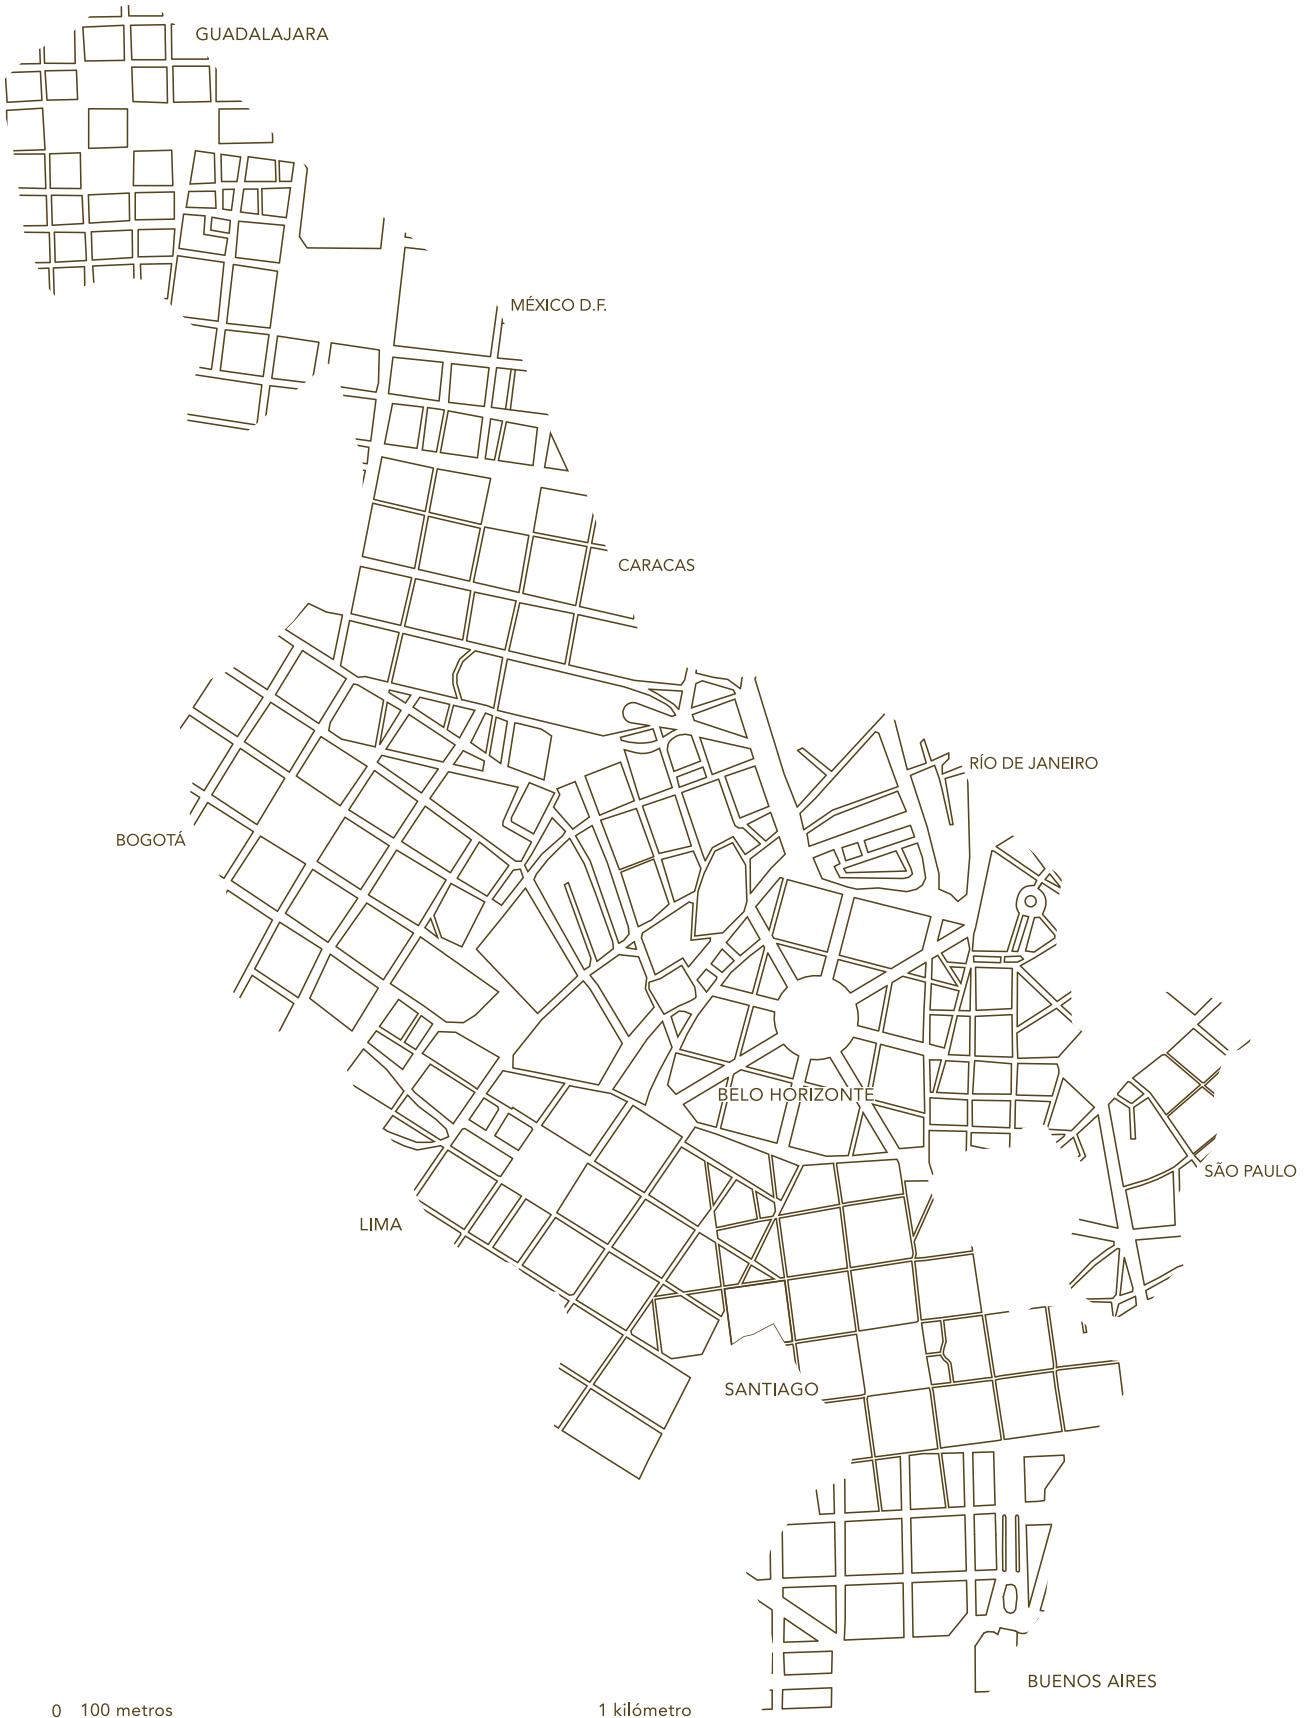 GUADALAJARA
MÉXICO D.F.
CARACAS
RÍO DE JANEIRO
BOGOTÁ
BELO HORIZONTE
SÃO PAULO
LIMA
SANTIAGO
BUENOS AIRES
0 100 metros 1 kilómetro